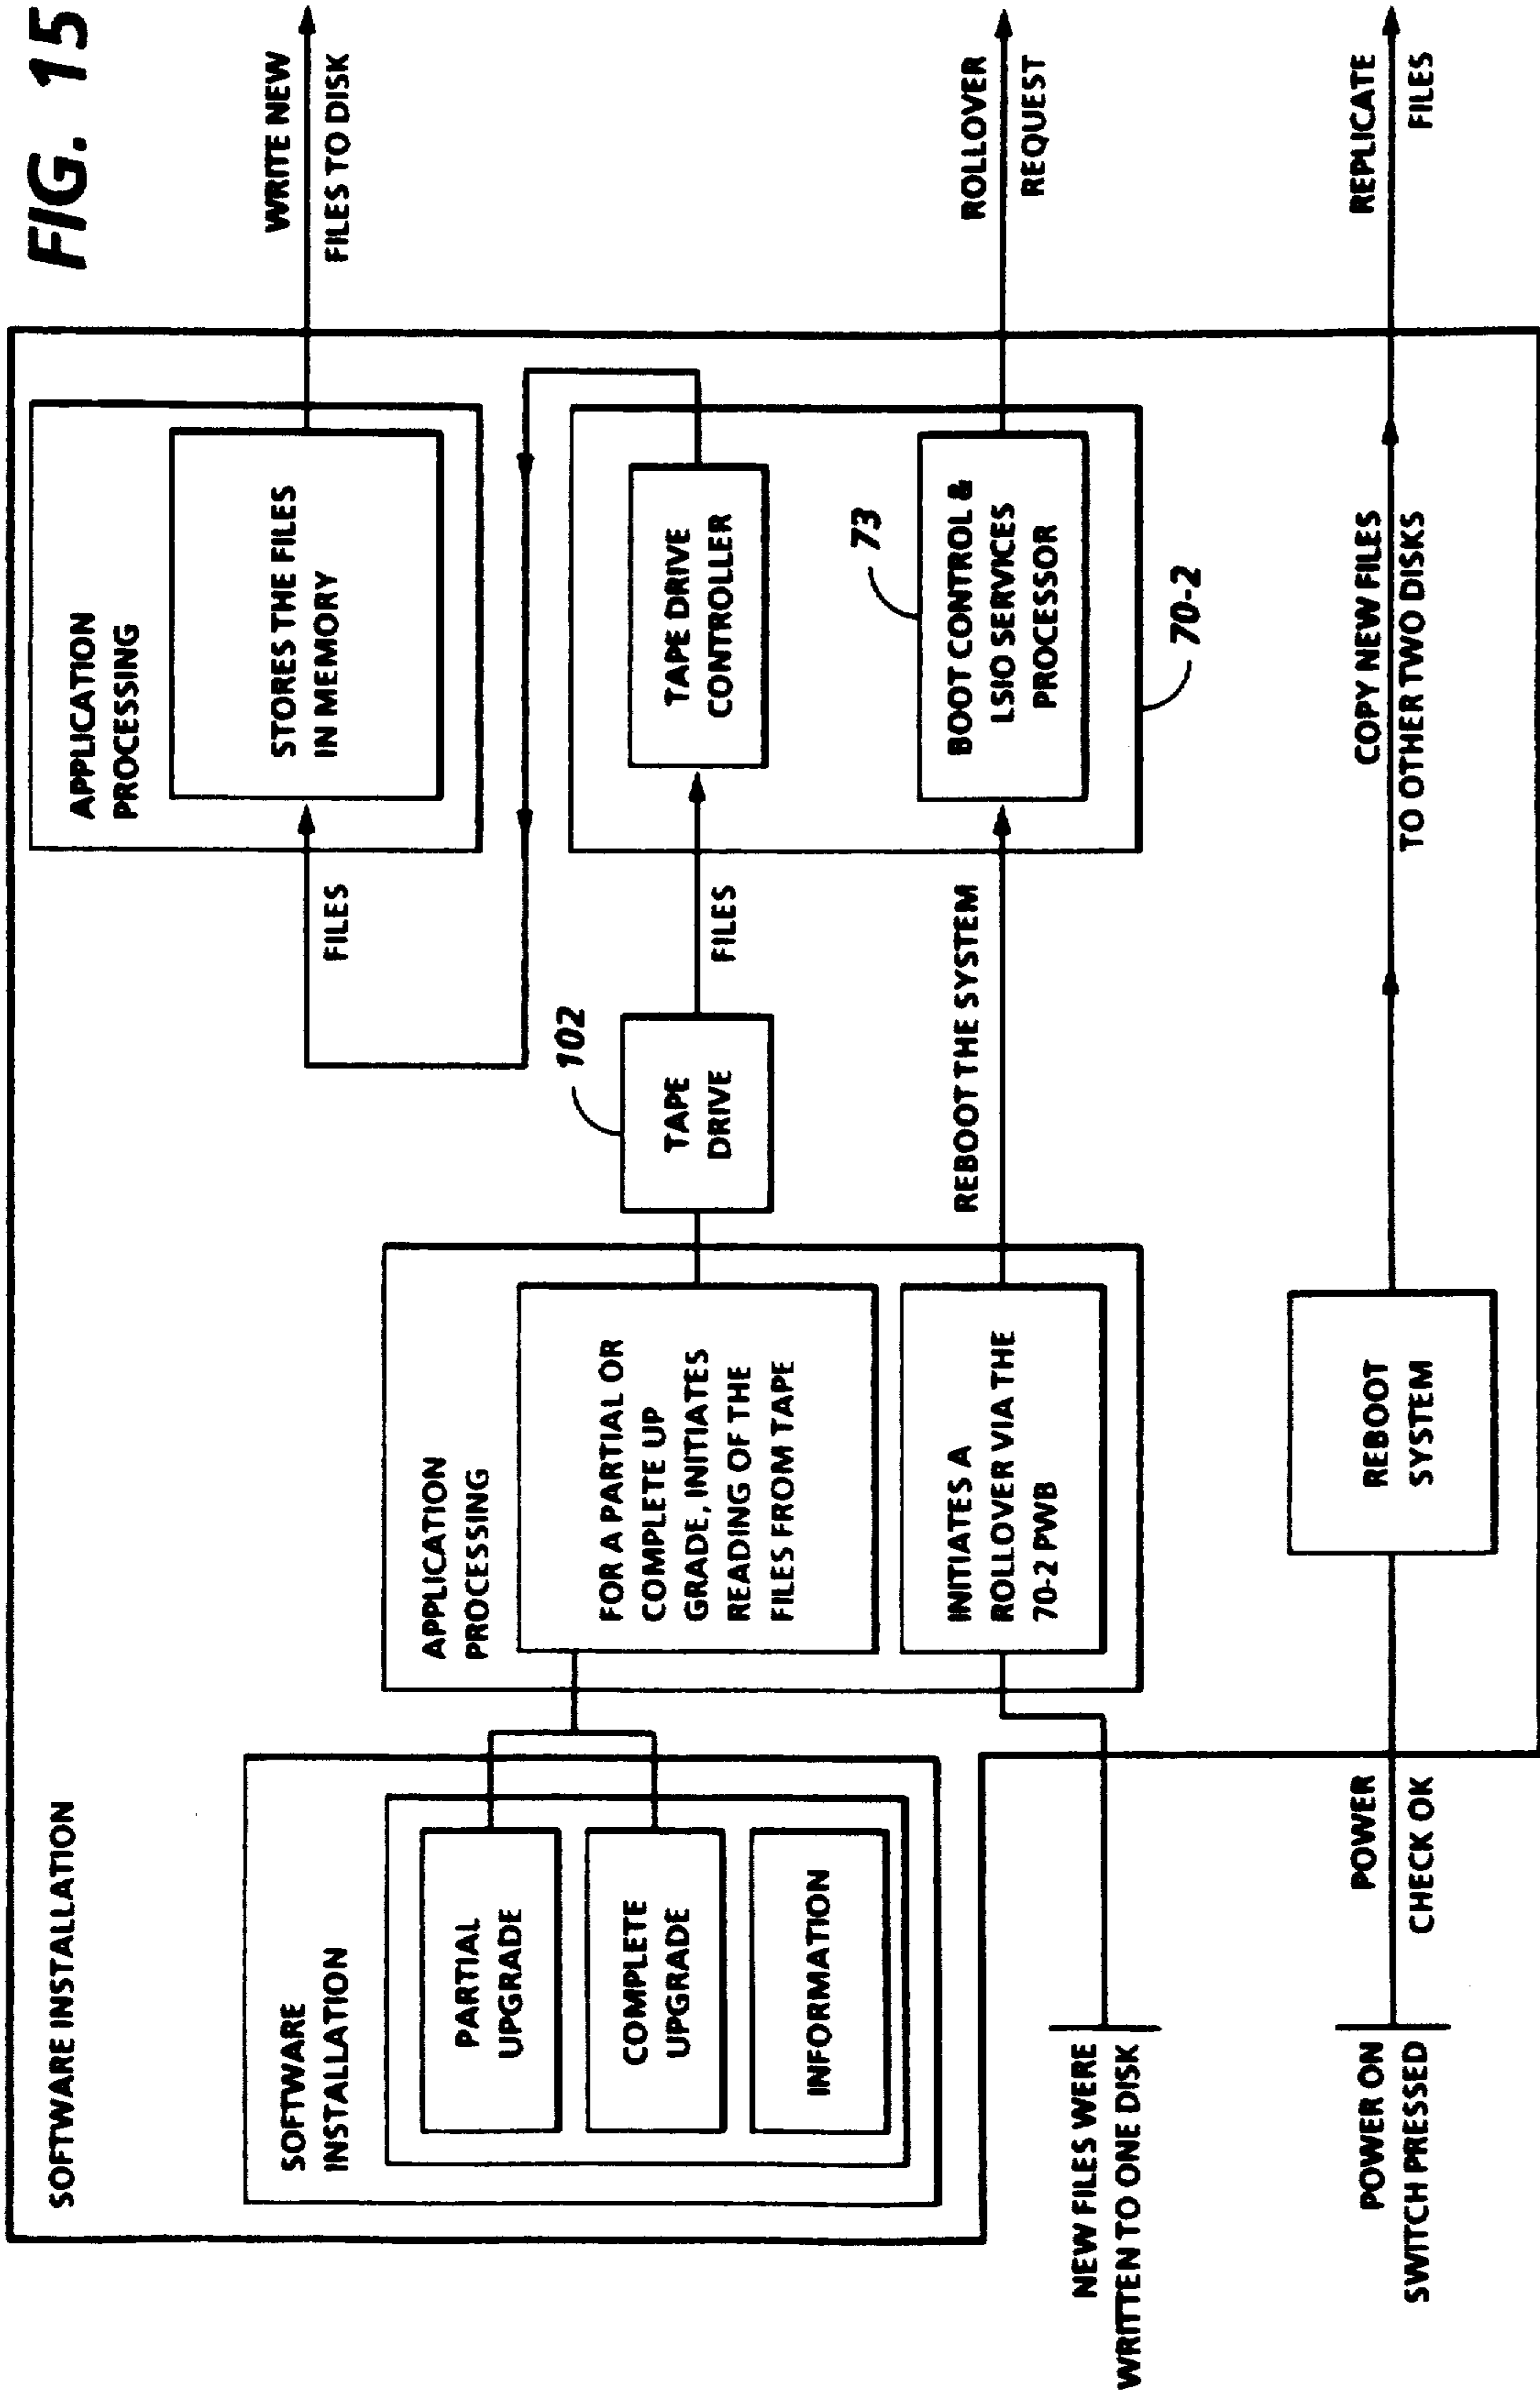 FIG. 15
SOFTWARE INSTALLATION
SOFTWARE
INSTALLATION
PARTIAL
UPGRADE
COMPLETE
UPGRADE
INFORMATION
APPLICATION
PROCESSING
FOR A PARTIAL OR
COMPLETE UP
GRADE, INITIATES
READING OF THE
FILES FROM TAPE
INITIATES A
ROLLOVER VIA THE
70-2 PWB
102
TAPE
DRIVE
FILES
FILES
APPLICATION
PROCESSING
STORES THE FILES
IN MEMORY
WRITE NEW
FILES TO DISK
TAPE DRIVE
CONTROLLER
73
BOOT CONTROL &
LSIO SERVICES
PROCESSOR
70-2
REBOOT THE SYSTEM
ROLLOVER
REQUEST
NEW FILES WERE
WRITTEN TO ONE DISK
POWER ON
SWITCH PRESSED
POWER
CHECK OK
REBOOT
SYSTEM
COPY NEW FILES
TO OTHER TWO DISKS
REPLICATE
FILES